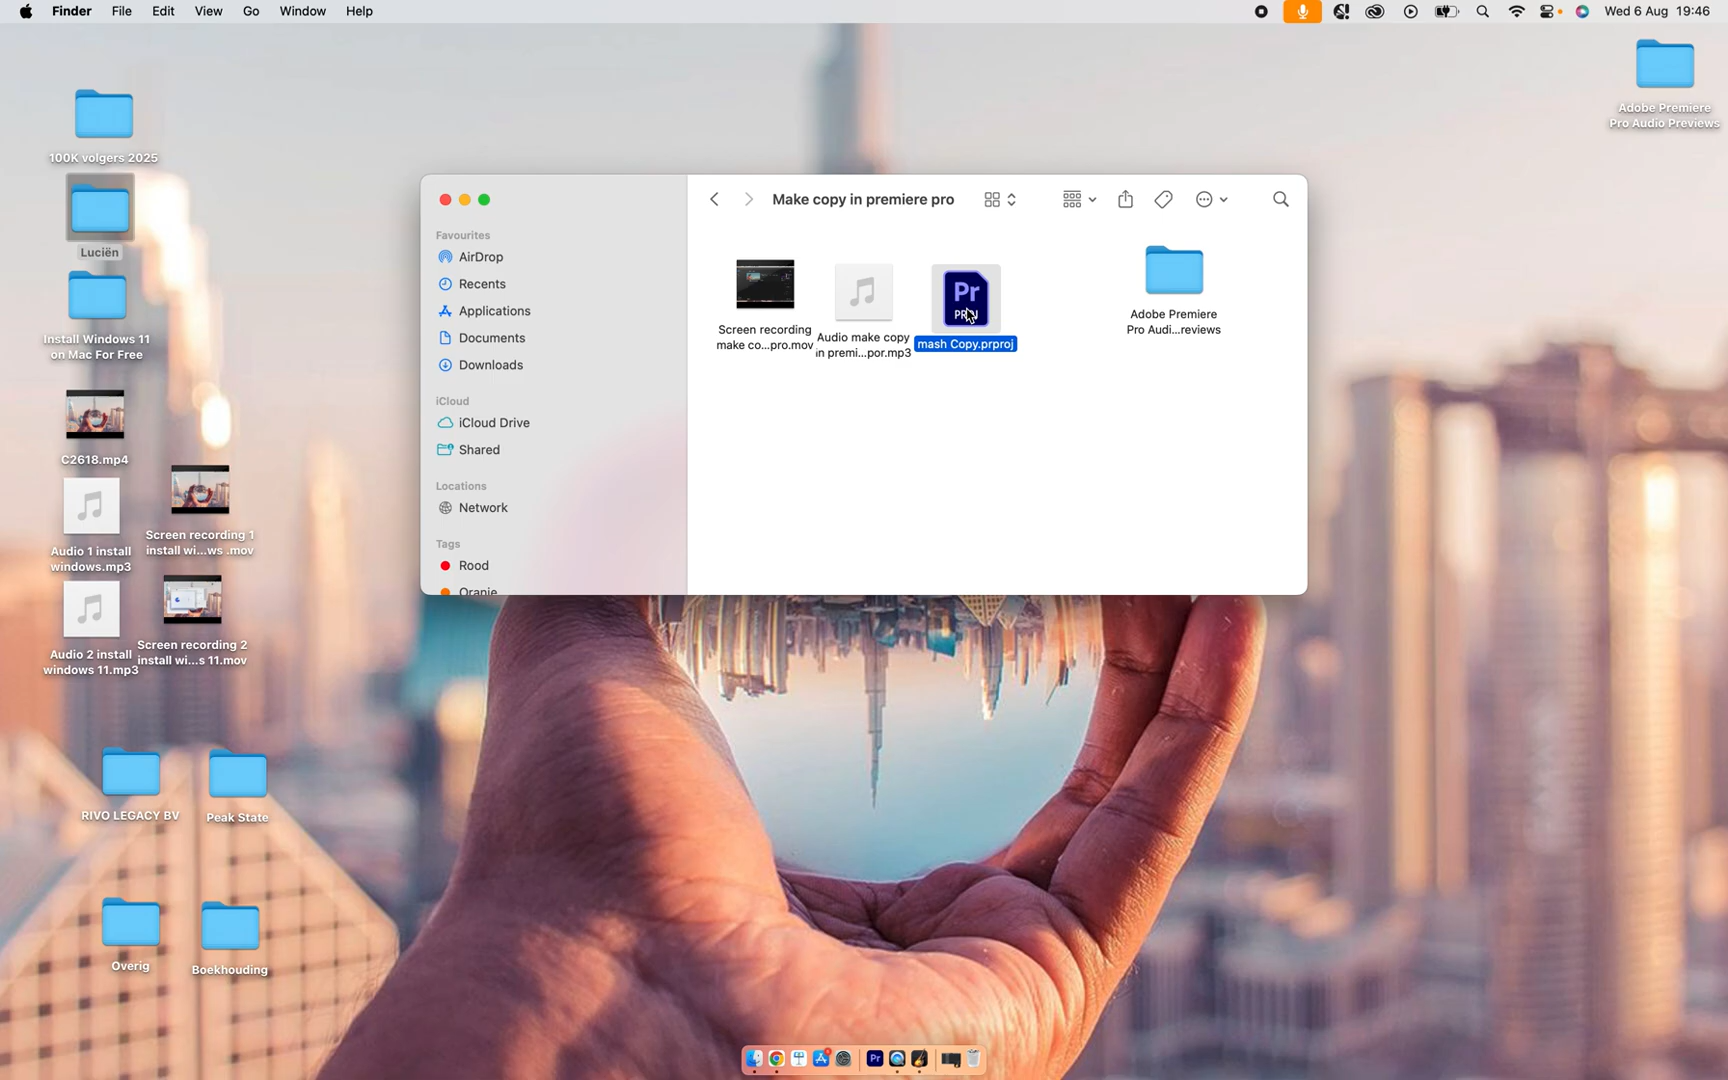 Finder File Edit View Go Window Help
Wed 6 Aug 19:46
Adobe Premiere
Pro Audio Previews
100K volgers 2025
Luciën
Install Windows 11
on Mac For Free
C2618.mp4
Audio 1 install
windows.mp3
Screen recording 1
install wi...ws .mov
Audio 2 install
windows 11.mp3
Screen recording 2
install wi...s 11.mov
RIVO LEGACY BV
Peak State
Overig
Boekhouding
Make copy in premiere pro
Favourites
AirDrop
Recents
Applications
Documents
Downloads
iCloud
iCloud Drive
Shared
Locations
Network
Tags
Rood
Oranje
Screen recording
make co...pro.mov
Audio make copy
in premi...por.mp3
Pr
PROJ
mash Copy.prproj
Adobe Premiere
Pro Audi...reviews
Pr